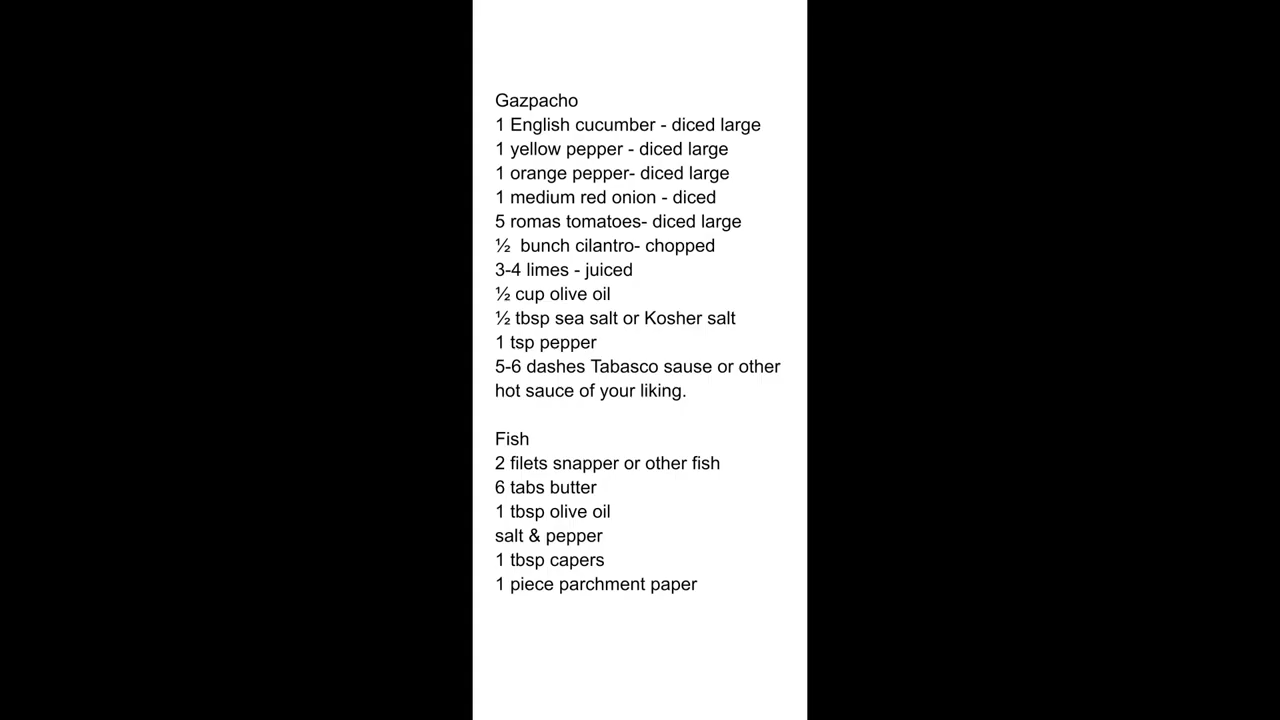 Gazpacho
1 English cucumber - diced large
1 yellow pepper - diced large
1 orange pepper- diced large
1 medium red onion - diced
5 romas tomatoes- diced large
½  bunch cilantro- chopped
3-4 limes - juiced
½ cup olive oil
½ tbsp sea salt or Kosher salt
1 tsp pepper
5-6 dashes Tabasco sause or other
hot sauce of your liking.
Fish
2 filets snapper or other fish
6 tabs butter
1 tbsp olive oil
salt & pepper
1 tbsp capers
1 piece parchment paper